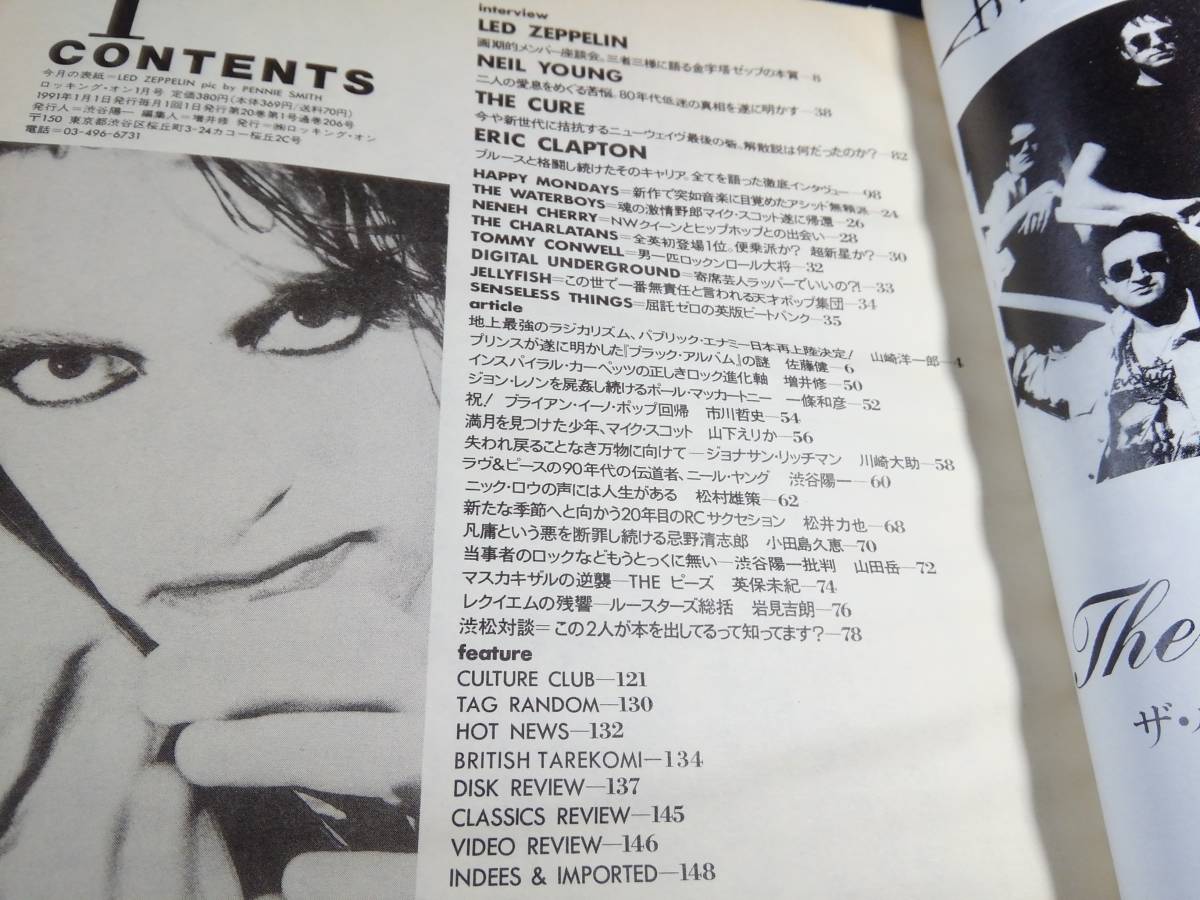 1
CONTENTS
今月の表紙=LED ZEPPELIN pic by PENNIE SMITH
ロッキング・オン1月号 定価380円(本体369円/送料70円)
1991年1月1日発行毎月1回1日発行第20巻第1号通巻206号
発行人=渋谷陽一 編集人=増井修 発行=㈱ロッキング・オン
〒150 東京都渋谷区桜丘町3-24カコー桜丘2C号
電話=03-496-6731
interview
LED ZEPPELIN
画期的メンバー座談会。三者三様に語る金字塔ゼップの本質—8
NEIL YOUNG
二人の愛息をめぐる苦悩。80年代低迷の真相を遂に明かす—38
THE CURE
今や新世代に拮抗するニューウェイヴ最後の砦。解散説は何だったのか?—82
ERIC CLAPTON
ブルースと格闘し続けたそのキャリア。全てを語った徹底インタヴュー—98
HAPPY MONDAYS=新作で突如音楽に目覚めたアシッド無頼派—24
THE WATERBOYS=魂の激情野郎マイク・スコット遂に帰還—26
NENEH CHERRY=NWクイーンとヒップホップとの出会い—28
THE CHARLATANS=全英初登場1位。便乗派か? 超新星か?—30
TOMMY CONWELL=男一匹ロックンロール大将—32
DIGITAL UNDERGROUND=寄席芸人ラッパーでいいの?!—33
JELLYFISH=この世で一番無責任と言われる天才ポップ集団—34
SENSELESS THINGS=屈託ゼロの英版ビートパンク—35
article
地上最強のラジカリズム、パブリック・エナミー日本再上陸決定! 山崎洋一郎—4
プリンスが遂に明かした『ブラック・アルバム』の謎 佐藤健—6
インスパイラル・カーペッツの正しきロック進化軸 増井修—50
ジョン・レノンを屍姦し続けるポール・マッカートニー 一條和彦—52
祝! ブライアン・イーノ・ポップ回帰 市川哲史—54
満月を見つけた少年、マイク・スコット 山下えりか—56
失われ戻ることなき万物に向けて—ジョナサン・リッチマン 川崎大助—58
ラヴ&ピースの90年代の伝道者、ニール・ヤング 渋谷陽一—60
ニック・ロウの声には人生がある 松村雄策—62
新たな季節へと向かう20年目のRCサクセション 松井力也—68
凡庸という悪を断罪し続ける忌野清志郎 小田島久恵—70
当事者のロックなどもうとっくに無い—渋谷陽一批判 山田岳—72
マスカキザルの逆襲—THE ピーズ 英保未紀—74
レクイエムの残響—ルースターズ総括 岩見吉朗—76
渋松対談=この2人が本を出してるって知ってます?—78
feature
CULTURE CLUB—121
TAG RANDOM—130
HOT NEWS—132
BRITISH TAREKOMI—134
DISK REVIEW—137
CLASSICS REVIEW—145
VIDEO REVIEW—146
INDEES & IMPORTED—148
The
ザ・